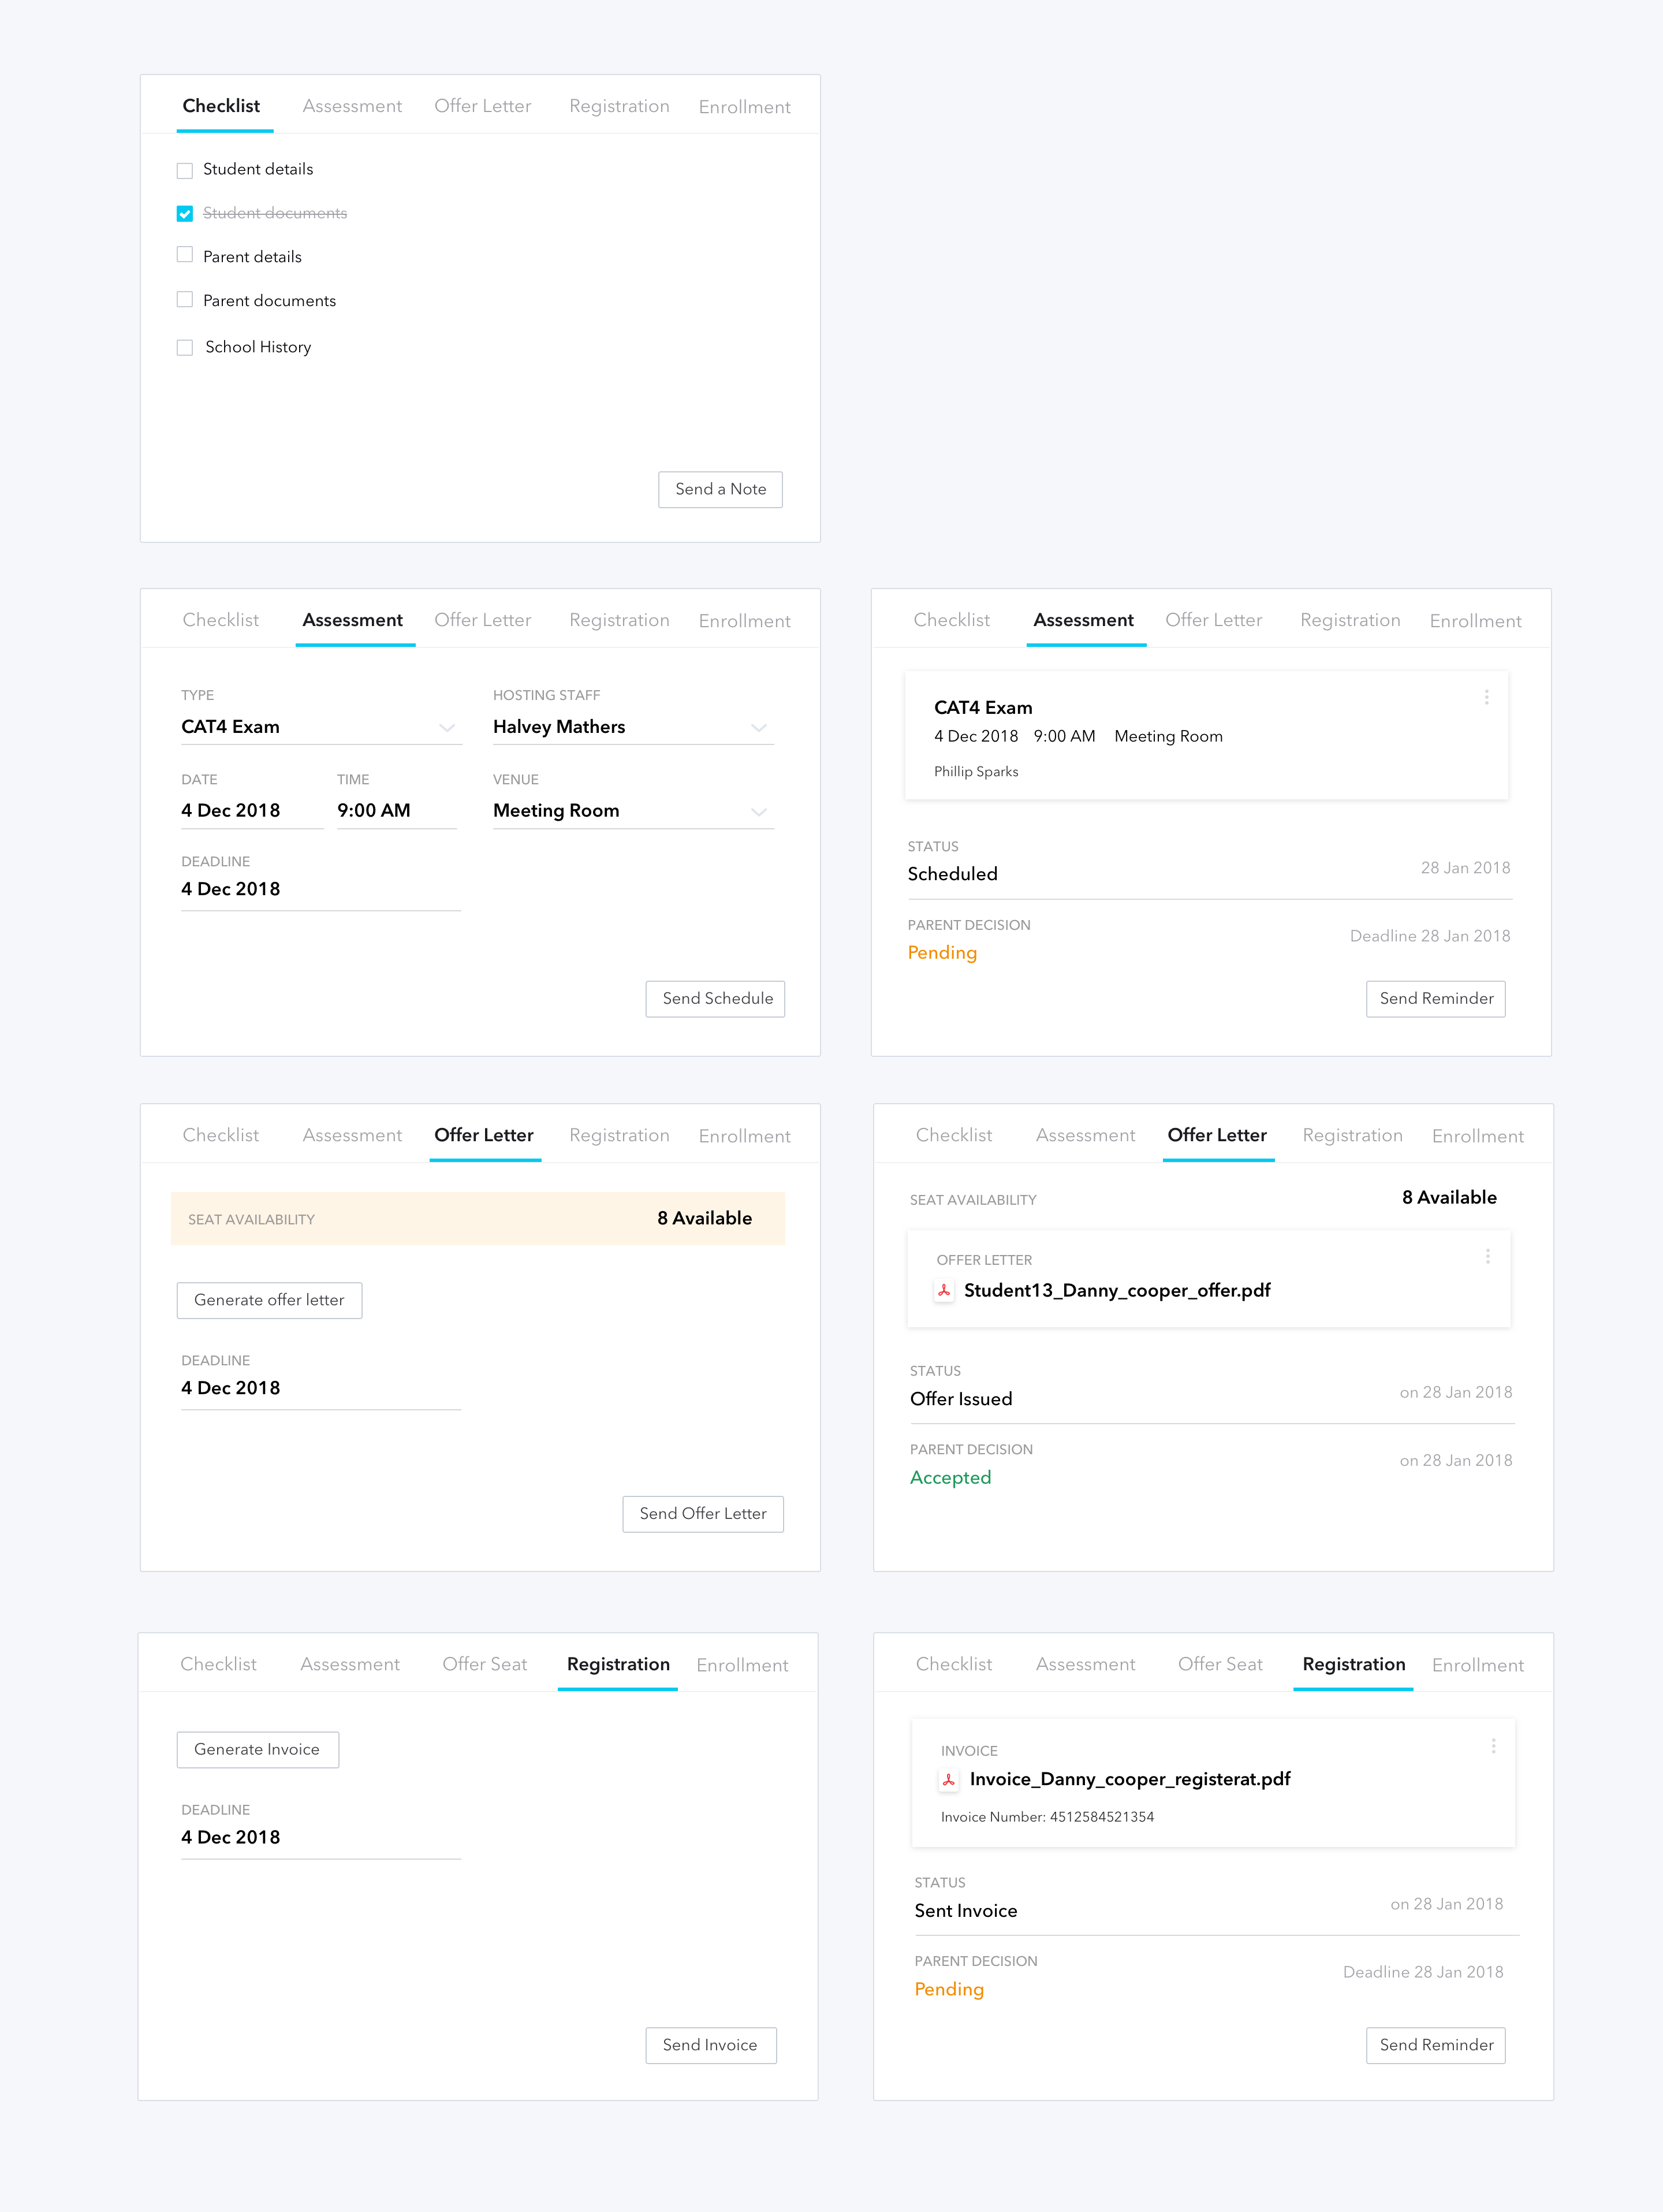 Checklist Assessment Offer Letter Registration Enrollment
Student details
Student documents
Parent details
Parent documents
School History
Send a Note
Checklist Assessment Offer Letter Registration Enrollment
TYPE HOSTING STAFF
CAT4 Exam Halvey Mathers
DATE TIME VENUE
4 Dec 2018 9:00 AM Meeting Room
DEADLINE
4 Dec 2018
Send Schedule
Checklist Assessment Offer Letter Registration Enrollment
CAT4 Exam
4 Dec 2018 9:00 AM Meeting Room
Phillip Sparks
STATUS
Scheduled 28 Jan 2018
PARENT DECISION
Pending Deadline 28 Jan 2018
Send Reminder
Checklist Assessment Offer Letter Registration Enrollment
SEAT AVAILABILITY 8 Available
Generate offer letter
DEADLINE
4 Dec 2018
Send Offer Letter
Checklist Assessment Offer Letter Registration Enrollment
SEAT AVAILABILITY 8 Available
OFFER LETTER
Student13_Danny_cooper_offer.pdf
STATUS
Offer Issued on 28 Jan 2018
PARENT DECISION
Accepted on 28 Jan 2018
Checklist Assessment Offer Seat Registration Enrollment
Generate Invoice
DEADLINE
4 Dec 2018
Send Invoice
Checklist Assessment Offer Seat Registration Enrollment
INVOICE
Invoice_Danny_cooper_registerat.pdf
Invoice Number: 4512584521354
STATUS
Sent Invoice on 28 Jan 2018
PARENT DECISION
Pending Deadline 28 Jan 2018
Send Reminder